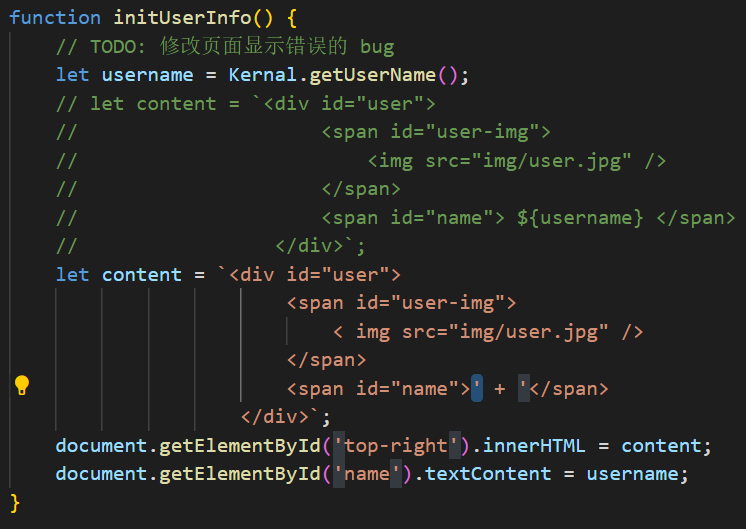 function initUserInfo() {
    // TODO: 修改页面显示错误的 bug
    let username = Kernal.getUserName();
    // let content = `<div id="user">
    //                     <span id="user-img">
    //                         <img src="img/user.jpg" />
    //                     </span>
    //                     <span id="name"> ${username} </span>
    //                 </div>`;
    let content = `<div id="user">
                        <span id="user-img">
                            < img src="img/user.jpg" />
                        </span>
                        <span id="name">' + '</span>
                    </div>`;
    document.getElementById('top-right').innerHTML = content;
    document.getElementById('name').textContent = username;
}